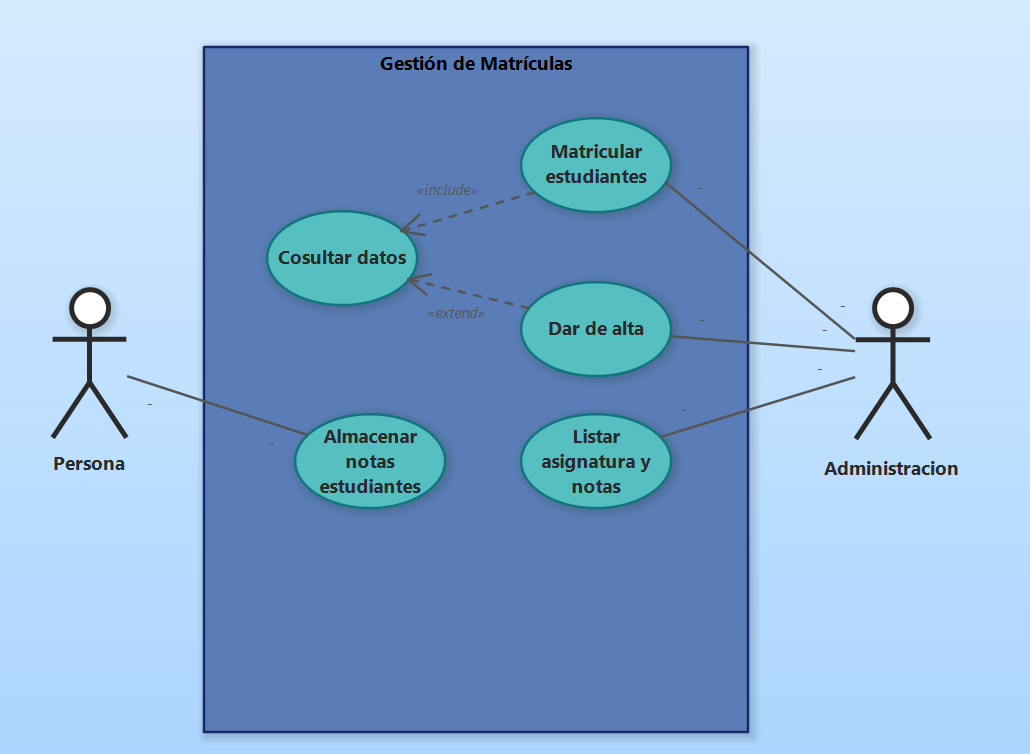 Gestión de Matrículas
Matricular
estudiantes
«include»
Cosultar datos
«extend»
Dar de alta
Almacenar
notas
estudiantes
Listar
asignatura y
notas
Persona
Administracion